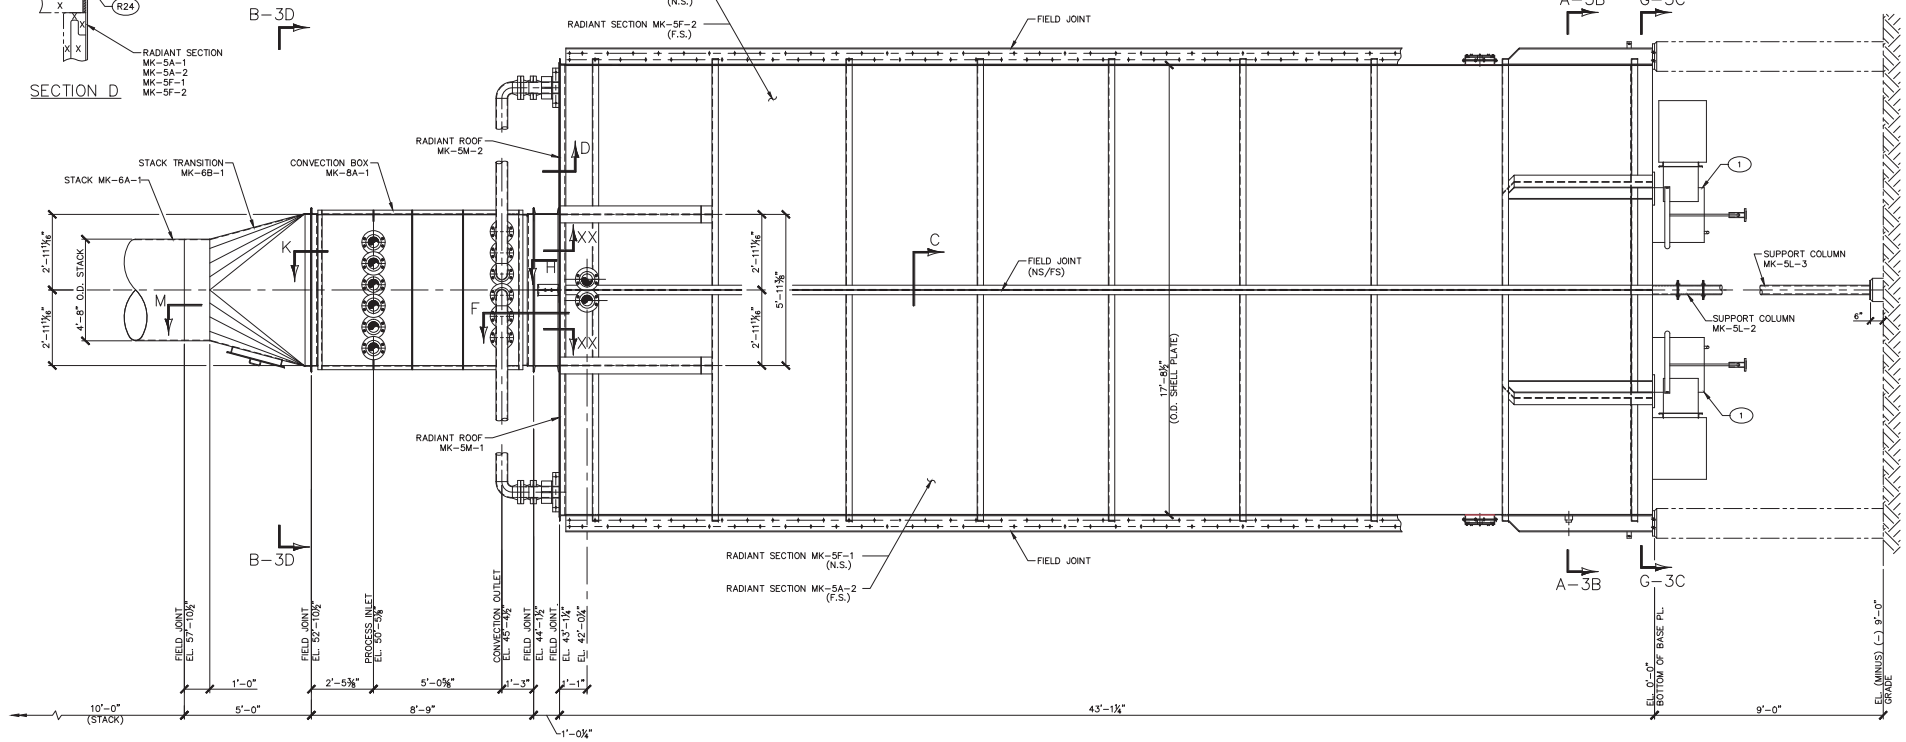 B-3D
(N.S.)
RADIANT SECTION MK-5F-2
(F.S.)
FIELD JOINT
A-3B
G-3C
X
R24
X
X X
RADIANT SECTION
MK-5A-1
MK-5A-2
MK-5F-1
MK-5F-2
SECTION D
RADIANT ROOF
MK-5M-2
D
STACK TRANSITION
MK-6B-1
CONVECTION BOX
MK-8A-1
STACK MK-6A-1
1
K
XX
H
C
FIELD JOINT
(NS/FS)
SUPPORT COLUMN
MK-5L-3
M
F
XX
SUPPORT COLUMN
MK-5L-2
6"
2'-11 11/16"
2'-11 11/16"
4'-8" O.D. STACK
2'-11 11/16"
2'-11 11/16"
5'-11 3/8"
17'-8 1/2"
(O.D. SHELL PLATE)
1
RADIANT ROOF
MK-5M-1
B-3D
RADIANT SECTION MK-5F-1
(N.S.)
FIELD JOINT
RADIANT SECTION MK-5A-2
(F.S.)
A-3B
G-3C
FIELD JOINT
EL. 57'-10 1/2"
FIELD JOINT
EL. 52'-10 1/2"
PROCESS INLET
EL. 50'-5 1/8"
CONVECTION OUTLET
EL. 45'-4 1/2"
FIELD JOINT
EL. 44'-1 1/2"
FIELD JOINT
EL. 43'-1 1/4"
EL. 42'-0 1/4"
EL. 0'-0"
BOTTOM OF BASE PL.
EL. (MINUS) (-) 9'-0"
GRADE
1'-0"
2'-5 3/8"
5'-0 5/8"
1'-3"
1'-1"
10'-0"
(STACK)
5'-0"
8'-9"
1'-0 1/4"
43'-1 1/4"
9'-0"